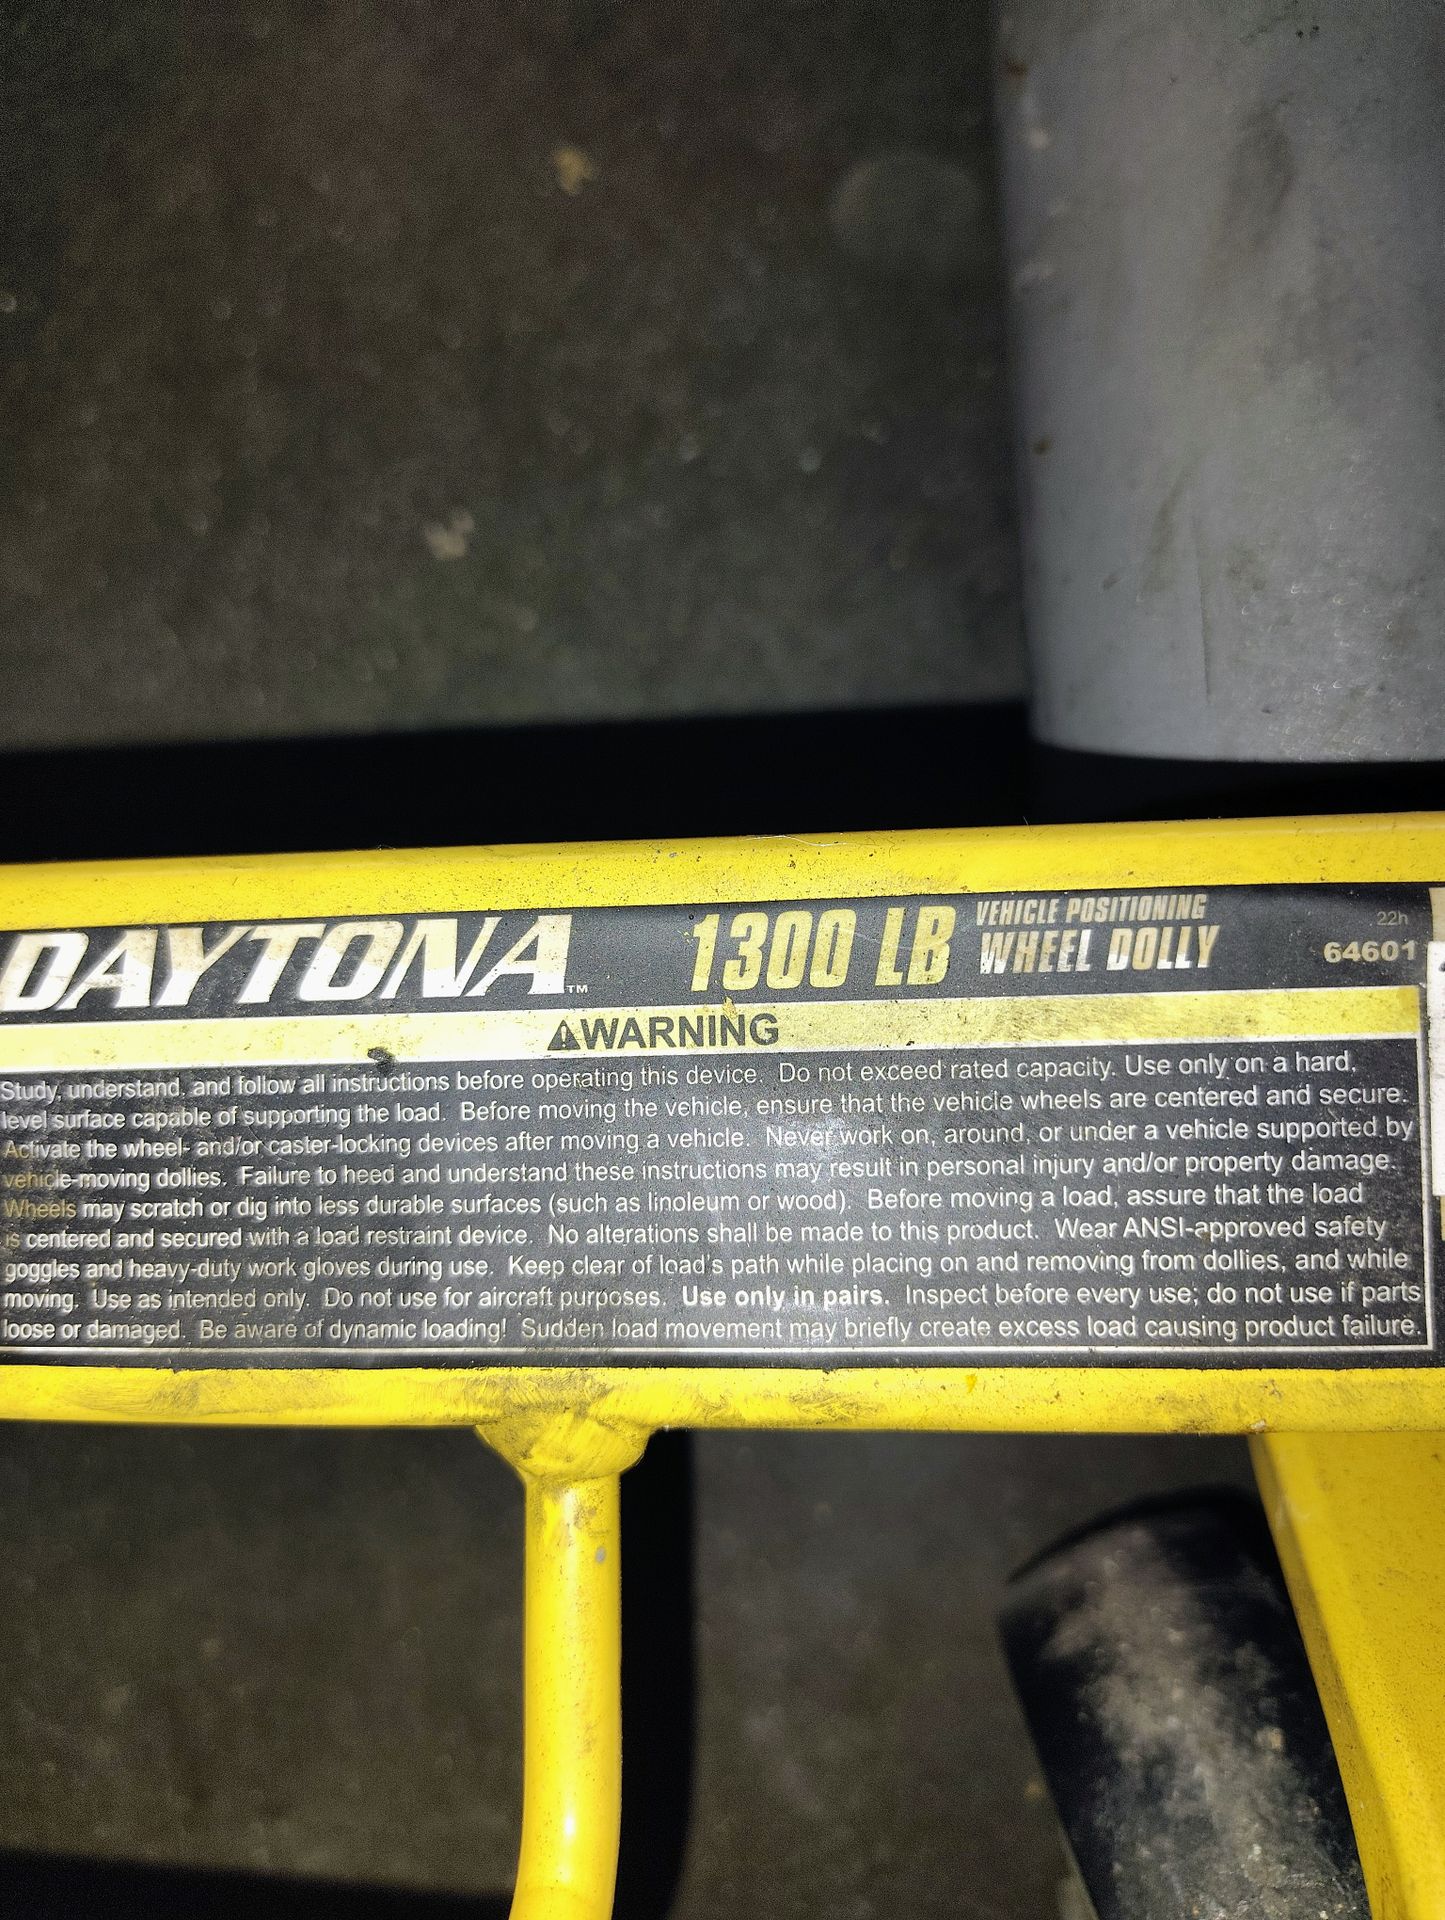 DAYTONA™ 1300 LB VEHICLE POSITIONING 22h
WHEEL DOLLY 64601
⚠WARNING
Study, understand, and follow all instructions before operating this device. Do not exceed rated capacity. Use only on a hard,
level surface capable of supporting the load. Before moving the vehicle, ensure that the vehicle wheels are centered and secure.
Activate the wheel- and/or caster-locking devices after moving a vehicle. Never work on, around, or under a vehicle supported by
vehicle-moving dollies. Failure to heed and understand these instructions may result in personal injury and/or property damage.
Wheels may scratch or dig into less durable surfaces (such as linoleum or wood). Before moving a load, assure that the load
is centered and secured with a load restraint device. No alterations shall be made to this product. Wear ANSI-approved safety
goggles and heavy-duty work gloves during use. Keep clear of load's path while placing on and removing from dollies, and while
moving. Use as intended only. Do not use for aircraft purposes. Use only in pairs. Inspect before every use; do not use if parts
loose or damaged. Be aware of dynamic loading! Sudden load movement may briefly create excess load causing product failure.